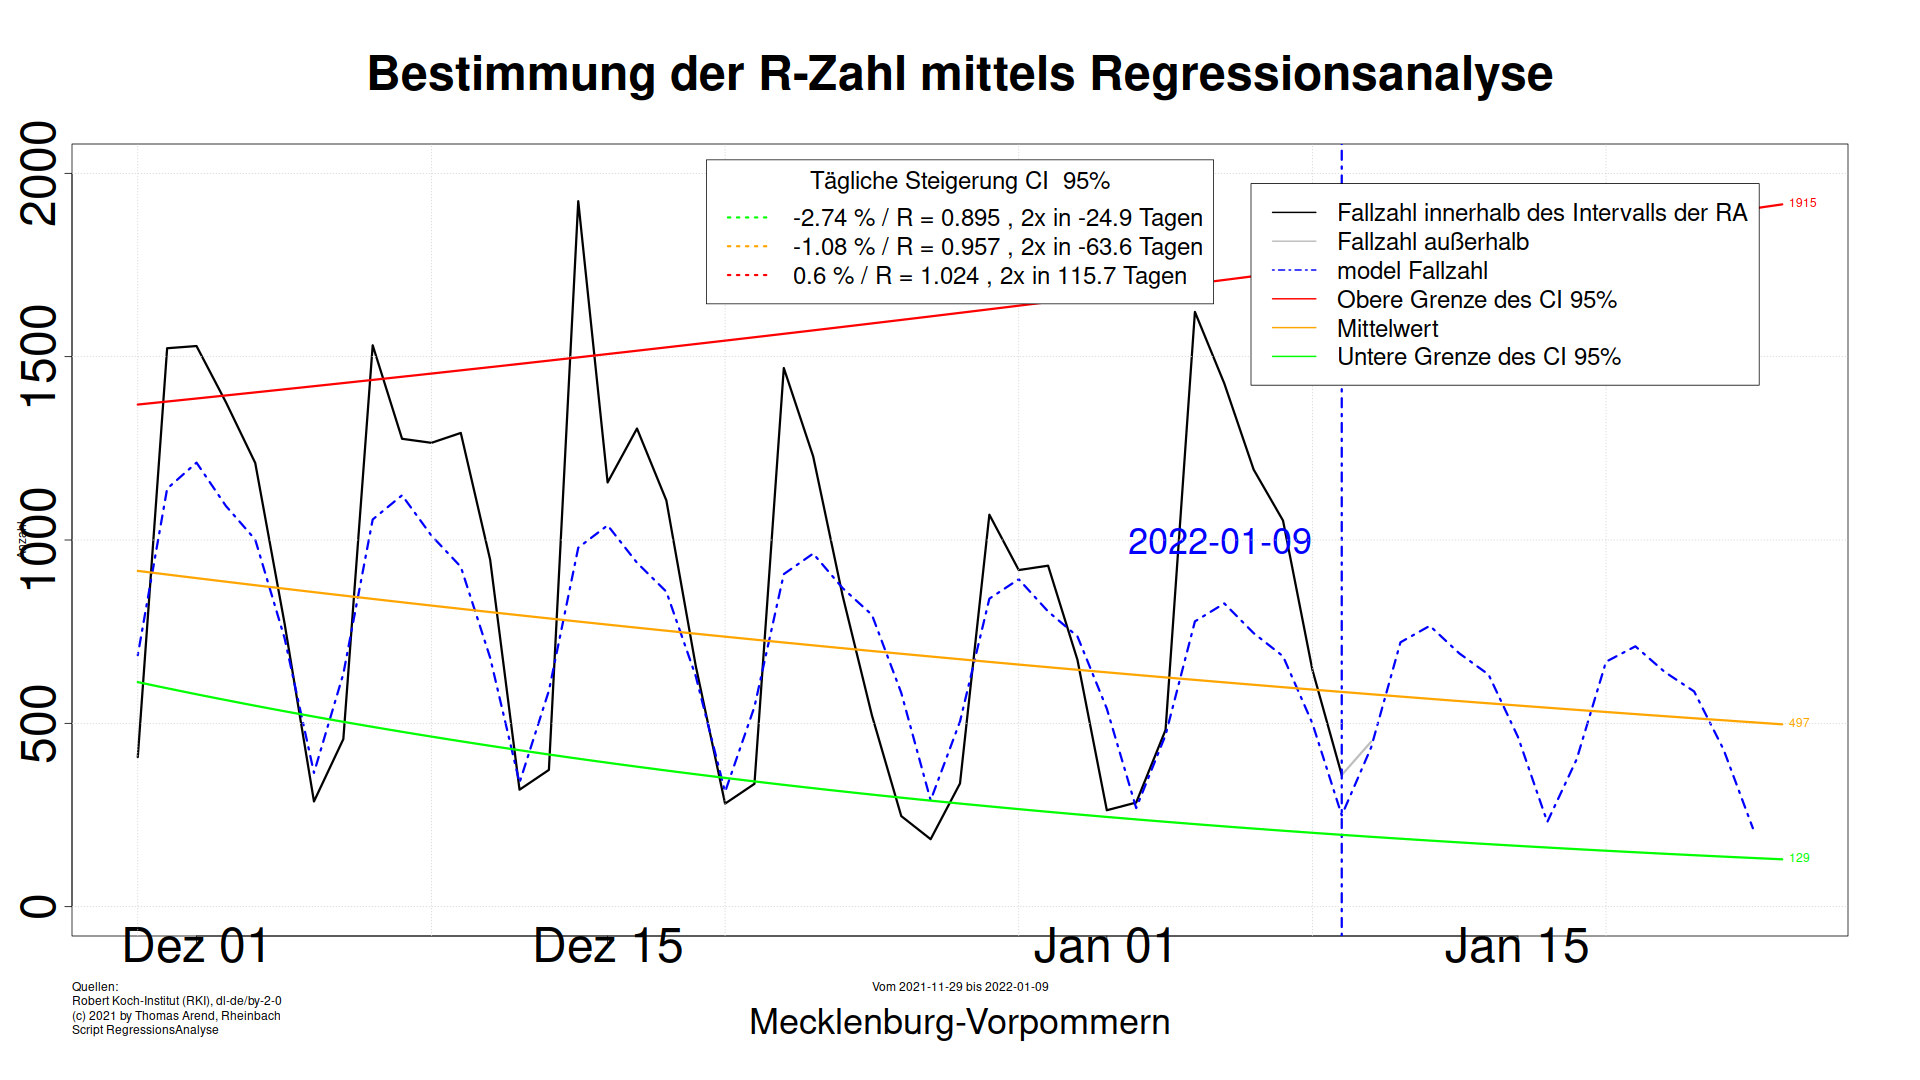 Bestimmung der R-Zahl mittels Regressionsanalyse
Anzahl
2000
1500
1000
500
0
Tägliche Steigerung CI  95%
-2.74 % / R = 0.895 , 2x in -24.9 Tagen
-1.08 % / R = 0.957 , 2x in -63.6 Tagen
0.6 % / R = 1.024 , 2x in 115.7 Tagen
Fallzahl innerhalb des Intervalls der RA
Fallzahl außerhalb
model Fallzahl
Obere Grenze des CI 95%
Mittelwert
Untere Grenze des CI 95%
1915
2022-01-09
497
129
Dez 01
Dez 15
Jan 01
Jan 15
Quellen:
Robert Koch-Institut (RKI), dl-de/by-2-0
(c) 2021 by Thomas Arend, Rheinbach
Script RegressionsAnalyse
Vom 2021-11-29 bis 2022-01-09
Mecklenburg-Vorpommern